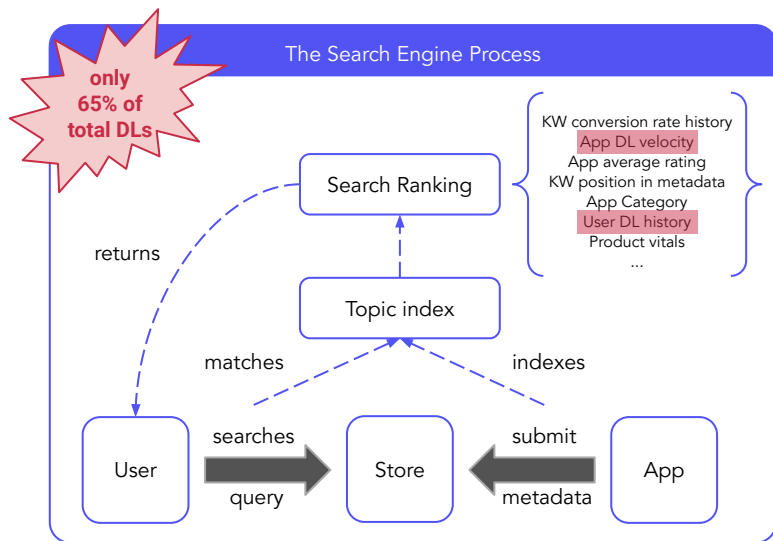 The Search Engine Process
only
65% of
total DLs
KW conversion rate history
App DL velocity
App average rating
KW position in metadata
App Category
User DL history
Product vitals
...
Search Ranking
returns
Topic index
matches
indexes
User
searches
query
Store
submit
metadata
App